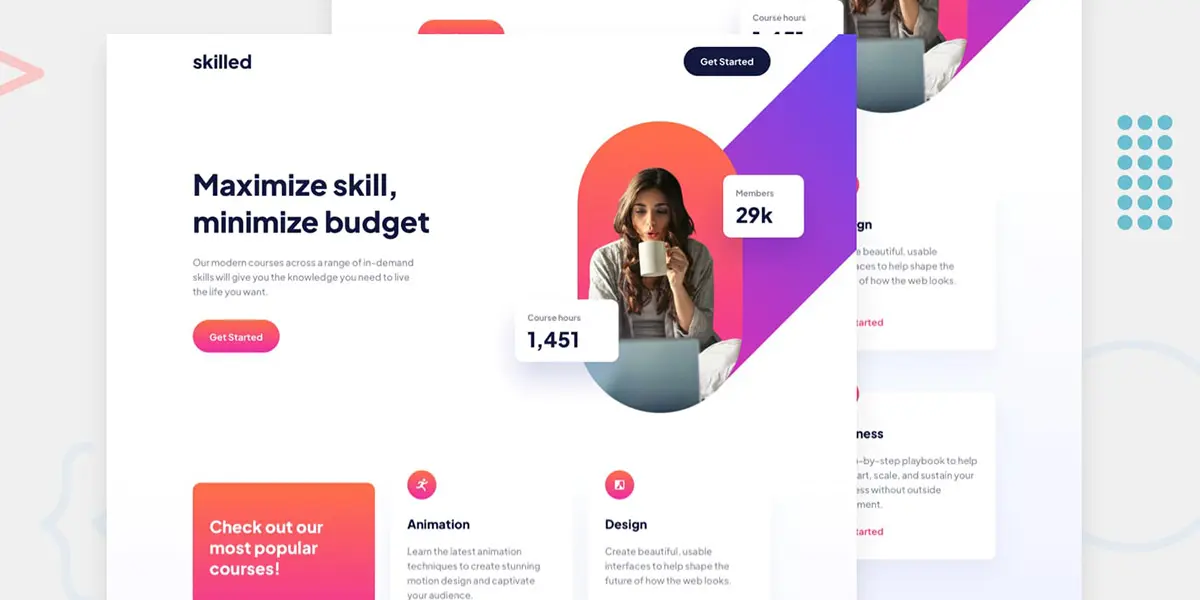 Course hours
skilled
Get Started
Maximize skill,
minimize budget
Our modern courses across a range of in-demand
skills will give you the knowledge you need to live
the life you want.
Get Started
Members
29k
Course hours
1,451
Check out our
most popular
courses!
Animation
Learn the latest animation
techniques to create stunning
motion design and captivate
your audience.
Design
Create beautiful, usable
interfaces to help shape the
future of how the web looks.
gn
e beautiful, usable
aces to help shape the
of how the web looks.
tarted
ness
-by-step playbook to help
art, scale, and sustain your
ess without outside
ment.
tarted